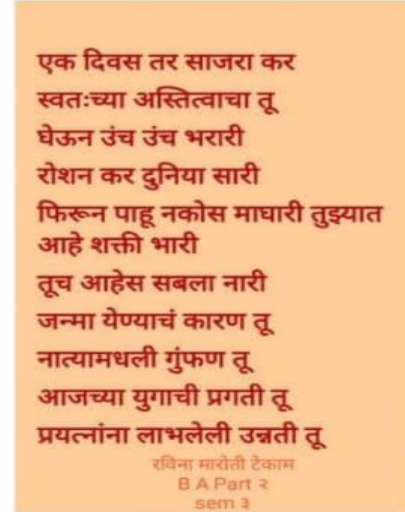 एक दिवस तर साजरा कर
स्वतःच्या अस्तित्वाचा तू
घेऊन उंच उंच भरारी
रोशन कर दुनिया सारी
फिरून पाहू नकोस माघारी तुझ्यात
आहे शक्ती भारी
तूच आहेस सबला नारी
जन्मा येण्याचं कारण तू
नात्यामधली गुंफण तू
आजच्या युगाची प्रगती तू
प्रयत्नांना लाभलेली उन्नती तू
रविना मारोती टेकाम
B A Part २
sem ३